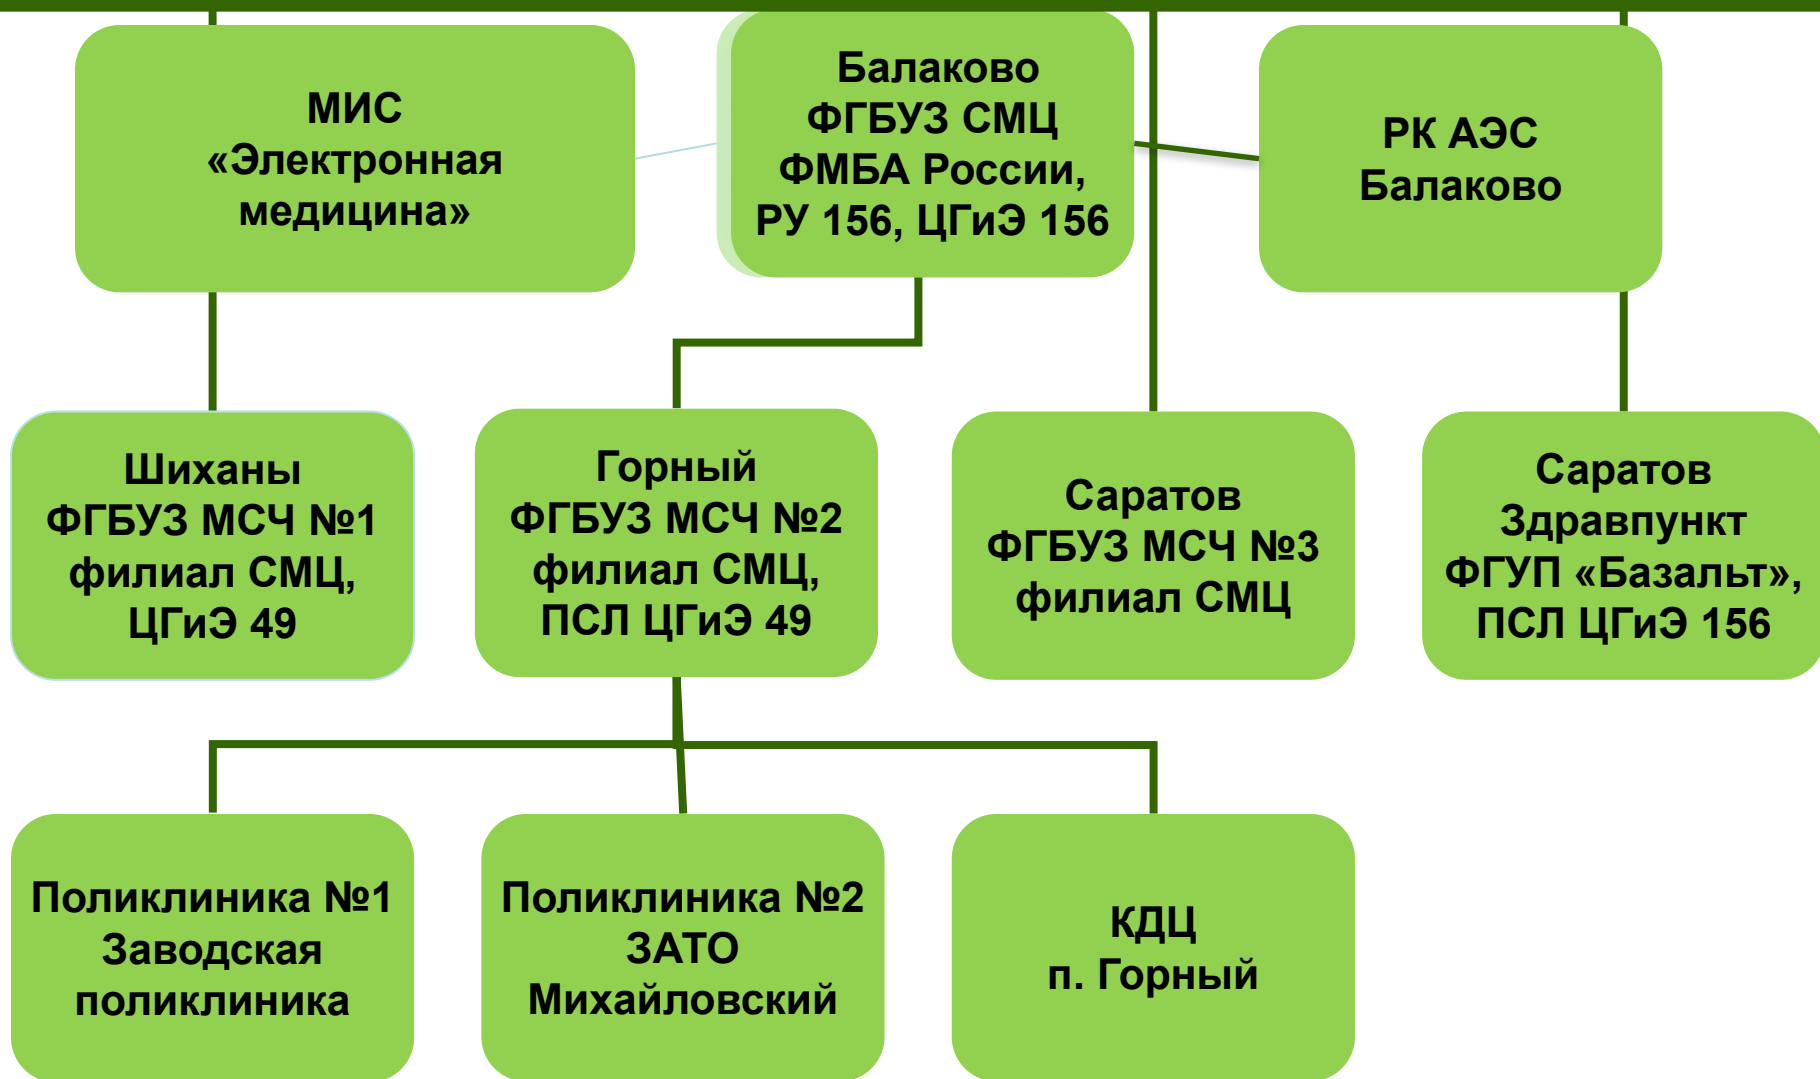 МИС
«Электронная
медицина»
Балаково
ФГБУЗ СМЦ
ФМБА России,
РУ 156, ЦГиЭ 156
РК АЭС
Балаково
Шиханы
ФГБУЗ МСЧ №1
филиал СМЦ,
ЦГиЭ 49
Горный
ФГБУЗ МСЧ №2
филиал СМЦ,
ПСЛ ЦГиЭ 49
Саратов
ФГБУЗ МСЧ №3
филиал СМЦ
Саратов
Здравпункт
ФГУП «Базальт»,
ПСЛ ЦГиЭ 156
Поликлиника №1
Заводская
поликлиника
Поликлиника №2
ЗАТО
Михайловский
КДЦ
п. Горный